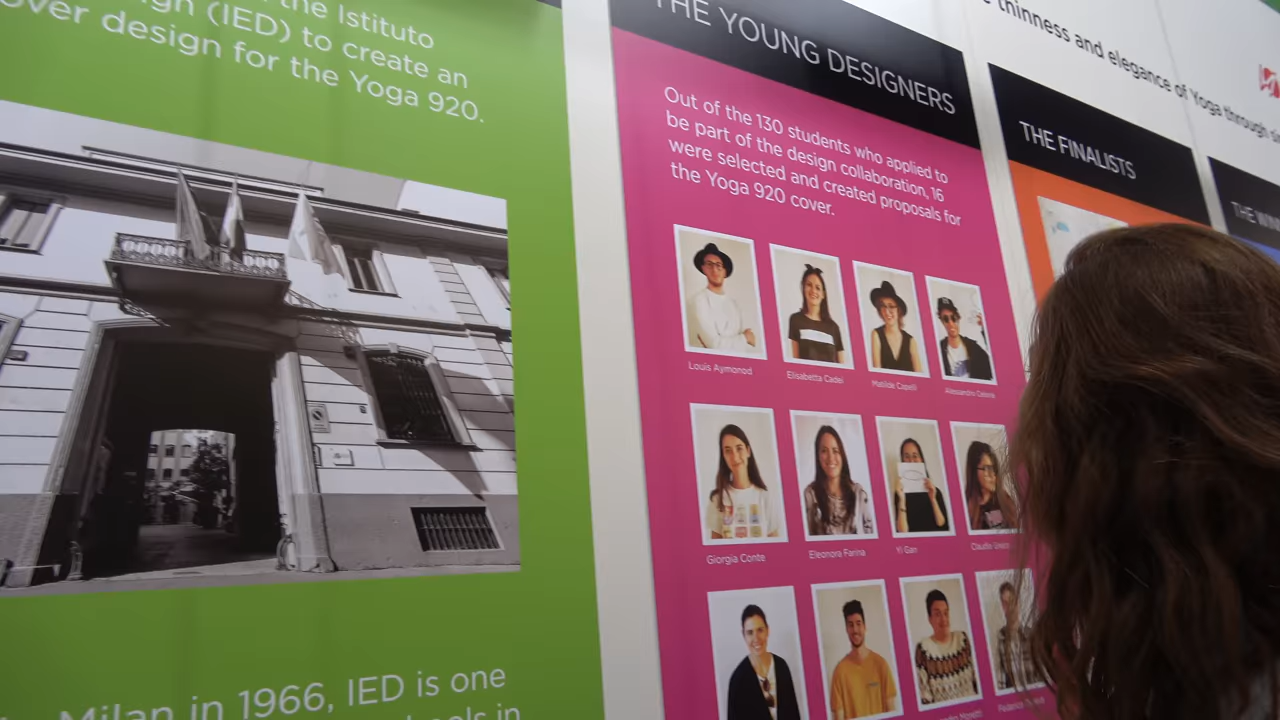 the Istituto
(IED) to create an
over design for the Yoga 920.
Milan in 1966, IED is one
in
THE YOUNG DESIGNERS
Out of the 130 students who applied to
be part of the design collaboration, 16
were selected and created proposals for
the Yoga 920 cover.
Louis Aymonod
Elisabetta Cadei
Matilde Capelli
Giorgia Conte
Eleonora Farina
Yi Gan
thinness and elegance of Yoga through
THE FINALISTS
THE